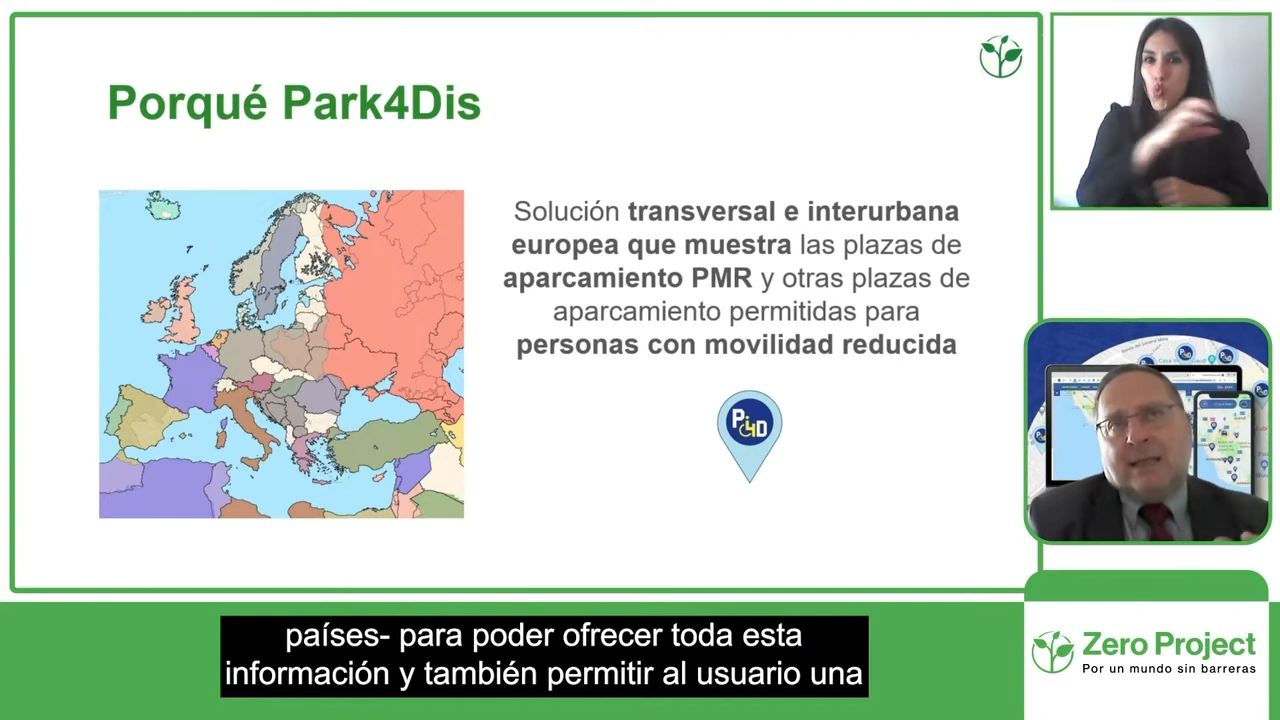 Porqué Park4Dis
Solución transversal e interurbana
europea que muestra las plazas de
aparcamiento PMR y otras plazas de
aparcamiento permitidas para
personas con movilidad reducida
P4D
países- para poder ofrecer toda esta
información y también permitir al usuario una
Zero Project
Por un mundo sin barreras